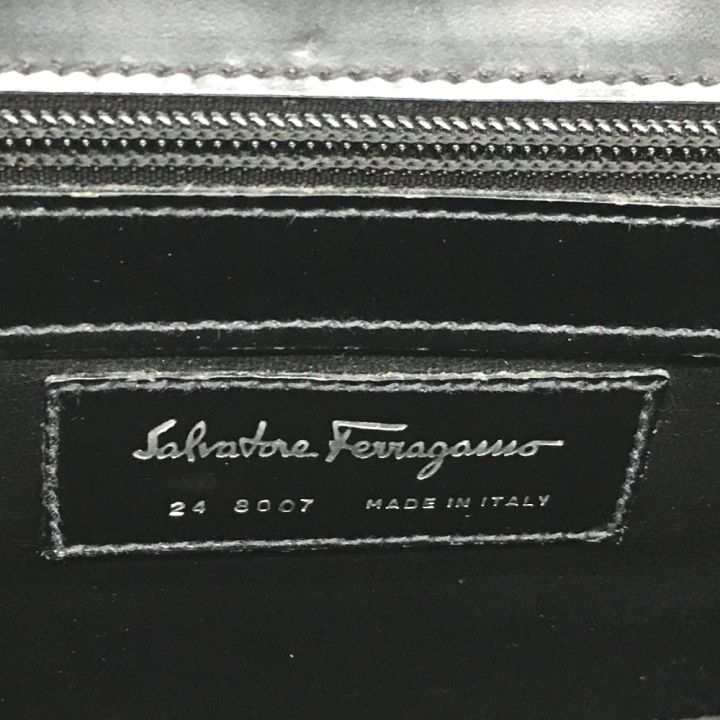 Salvatore Ferragamo
24 8007 MADE IN ITALY